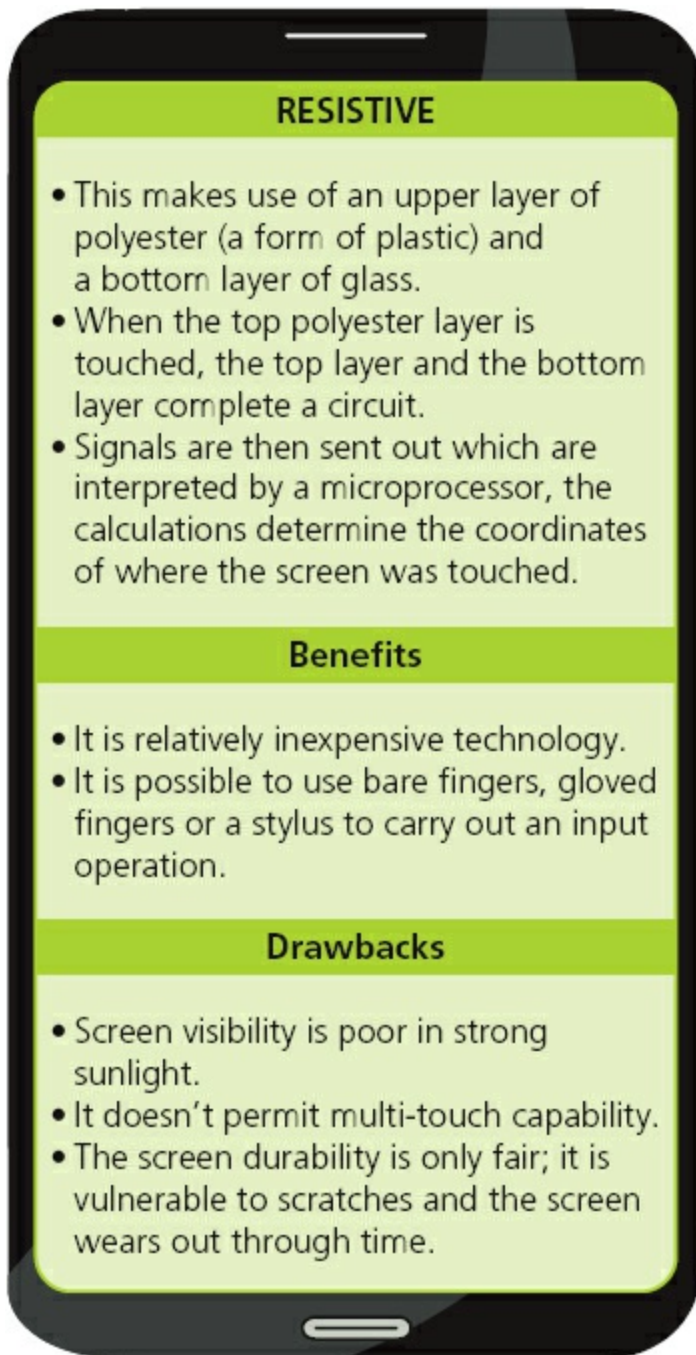 RESISTIVE
• This makes use of an upper layer of
polyester (a form of plastic) and
a bottom layer of glass.
• When the top polyester layer is
touched, the top layer and the bottom
layer complete a circuit.
• Signals are then sent out which are
interpreted by a microprocessor, the
calculations determine the coordinates
of where the screen was touched.
Benefits
• It is relatively inexpensive technology.
• It is possible to use bare fingers, gloved
fingers or a stylus to carry out an input
operation.
Drawbacks
• Screen visibility is poor in strong
sunlight.
• It doesn't permit multi-touch capability.
• The screen durability is only fair; it is
vulnerable to scratches and the screen
wears out through time.